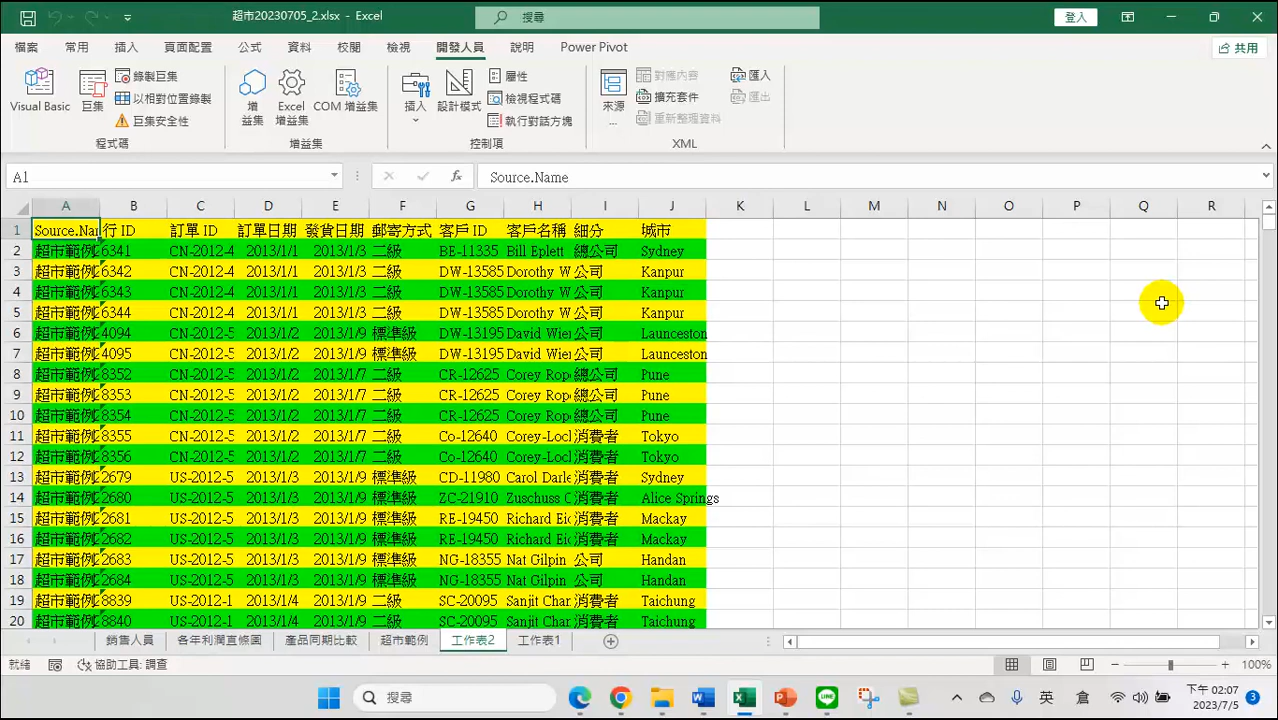 超市20230705_2.xlsx - Excel
搜尋
登入
檔案 常用 插入 頁面配置 公式 資料 校閱 檢視 開發人員 說明 Power Pivot
共用
Visual Basic
巨集
錄製巨集
以相對位置錄製
巨集安全性
程式碼
增
益集
Excel
增益集
COM 增益集
增益集
插入
設計模式
屬性
檢視程式碼
執行對話方塊
控制項
來源
...
對應內容
擴充套件
重新整理資料
匯入
匯出
XML
A1 fx Source.Name
A B C D E F G H I J K L M N O P Q R
1 Source.Nar 行 ID 訂單 ID 訂單日期 發貨日期 郵寄方式 客戶 ID 客戶名稱 細分 城市
2 超市範例 6341 CN-2012-4 2013/1/1 2013/1/3 二級 BE-11335 Bill Eplett 公司 Sydney
3 超市範例 6342 CN-2012-4 2013/1/1 2013/1/3 二級 DW-13585 Dorothy W 公司 Kanpur
4 超市範例 6343 CN-2012-4 2013/1/1 2013/1/3 二級 DW-13585 Dorothy W 公司 Kanpur
5 超市範例 6344 CN-2012-4 2013/1/1 2013/1/3 二級 DW-13585 Dorothy W 公司 Kanpur
6 超市範例 4094 CN-2012-5 2013/1/2 2013/1/9 標準級 DW-13195 David Wier 總公司 Launceston
7 超市範例 4095 CN-2012-5 2013/1/2 2013/1/9 標準級 DW-13195 David Wier 總公司 Launceston
8 超市範例 8352 CN-2012-5 2013/1/2 2013/1/7 二級 CR-12625 Corey Rop 總公司 Pune
9 超市範例 8353 CN-2012-5 2013/1/2 2013/1/7 二級 CR-12625 Corey Rop 總公司 Pune
10 超市範例 8354 CN-2012-5 2013/1/2 2013/1/7 二級 CR-12625 Corey Rop 總公司 Pune
11 超市範例 8355 CN-2012-5 2013/1/2 2013/1/7 二級 Co-12640 Corey-Locl 消費者 Tokyo
12 超市範例 8356 CN-2012-5 2013/1/2 2013/1/7 二級 Co-12640 Corey-Locl 消費者 Tokyo
13 超市範例 2679 US-2012-5 2013/1/3 2013/1/9 標準級 CD-11980 Carol Darle 消費者 Sydney
14 超市範例 2680 US-2012-5 2013/1/3 2013/1/9 標準級 ZC-21910 Zuschuss C 消費者 Alice Springs
15 超市範例 2681 US-2012-5 2013/1/3 2013/1/9 標準級 RE-19450 Richard Eic 消費者 Mackay
16 超市範例 2682 US-2012-5 2013/1/3 2013/1/9 標準級 RE-19450 Richard Eic 消費者 Mackay
17 超市範例 2683 US-2012-5 2013/1/3 2013/1/9 標準級 NG-18355 Nat Gilpin 公司 Handan
18 超市範例 2684 US-2012-5 2013/1/3 2013/1/9 標準級 NG-18355 Nat Gilpin 公司 Handan
19 超市範例 8839 US-2012-1 2013/1/4 2013/1/9 二級 SC-20095 Sanjit Char 消費者 Taichung
20 超市範例 8840 US-2012-1 2013/1/4 2013/1/9 二級 SC-20095 Sanjit Char 消費者 Taichung
銷售人員 各年利潤直條圖 產品同期比較 超市範例 工作表2 工作表1
就緒 協助工具: 調查 100%
搜尋 英 倉 下午 02:07
2023/7/5 3